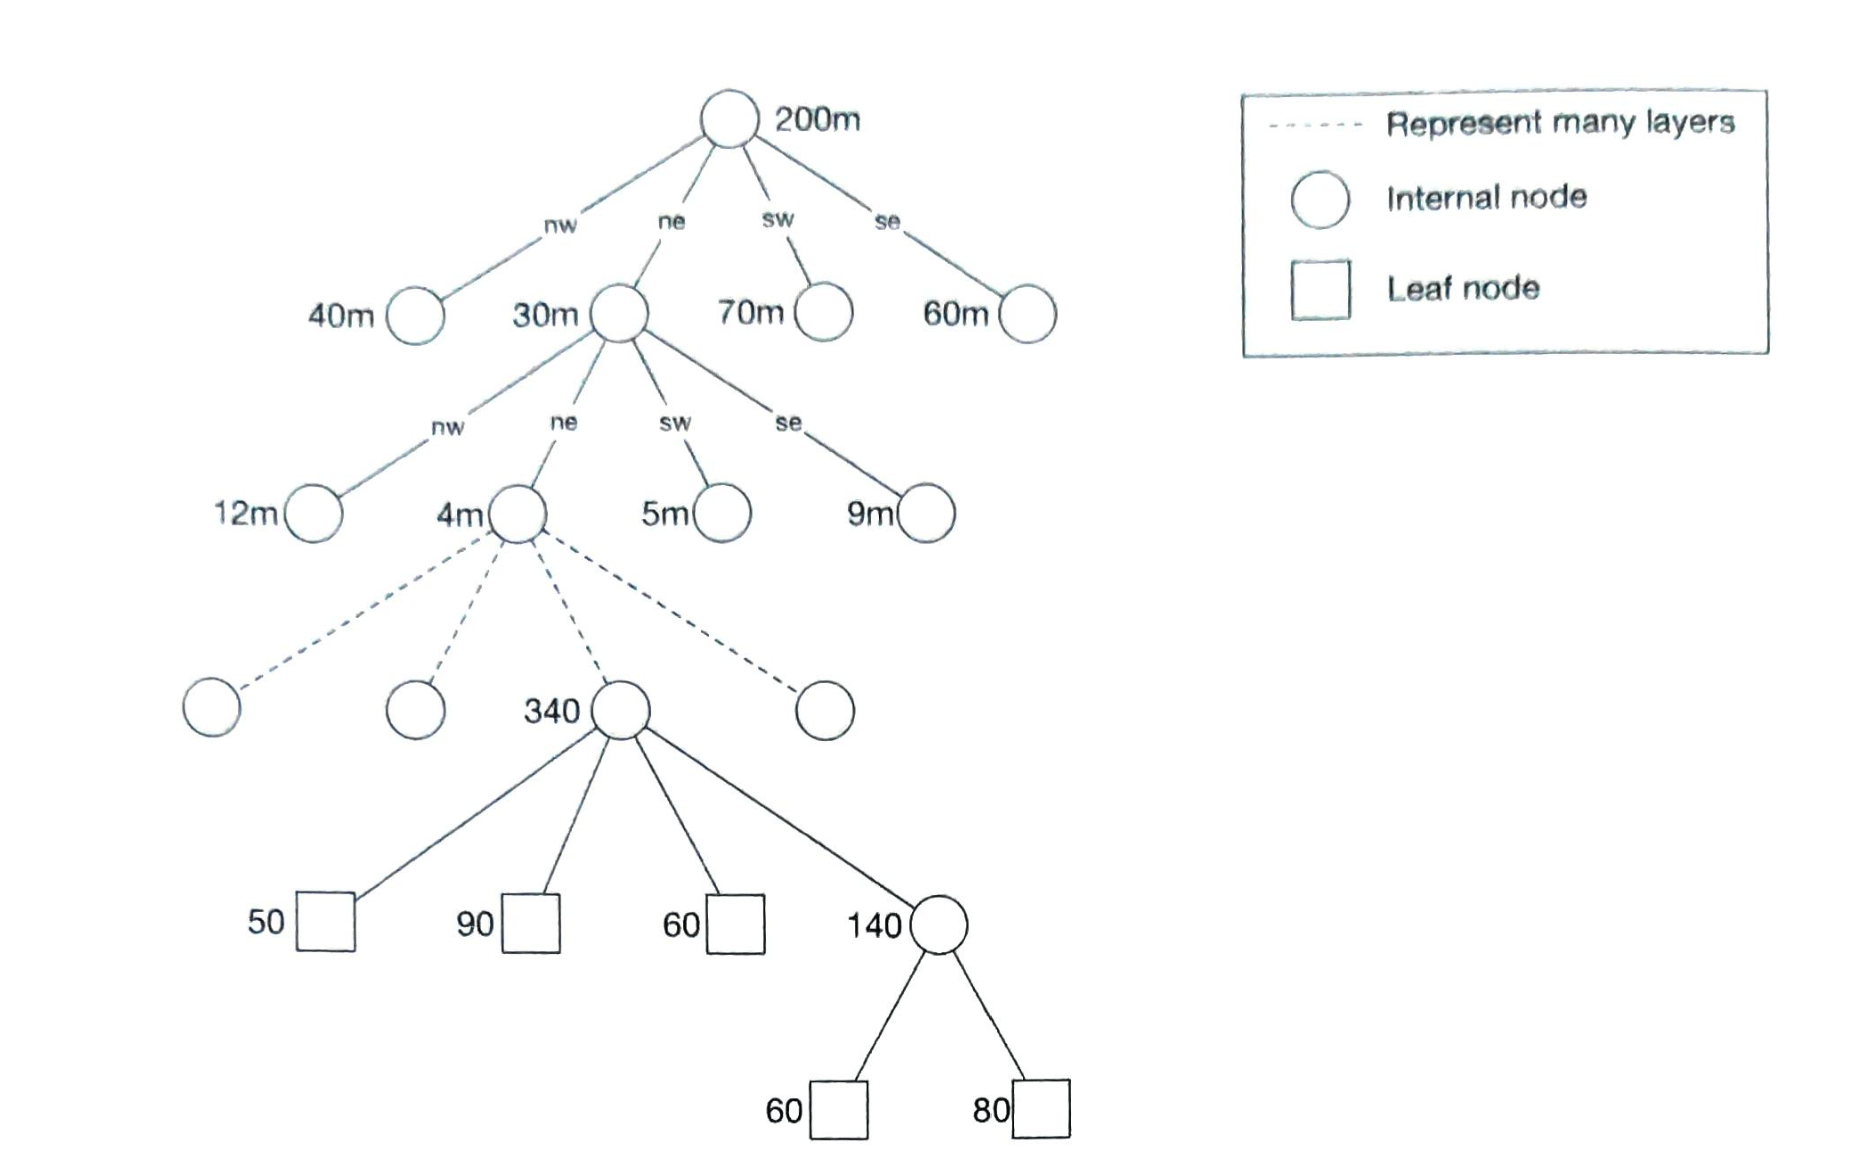 200m
Represent many layers
Internal node
Leaf node
nw ne sw se
40m 30m 70m 60m
nw ne sw se
12m 4m 5m 9m
340
50 90 60 140
60 80